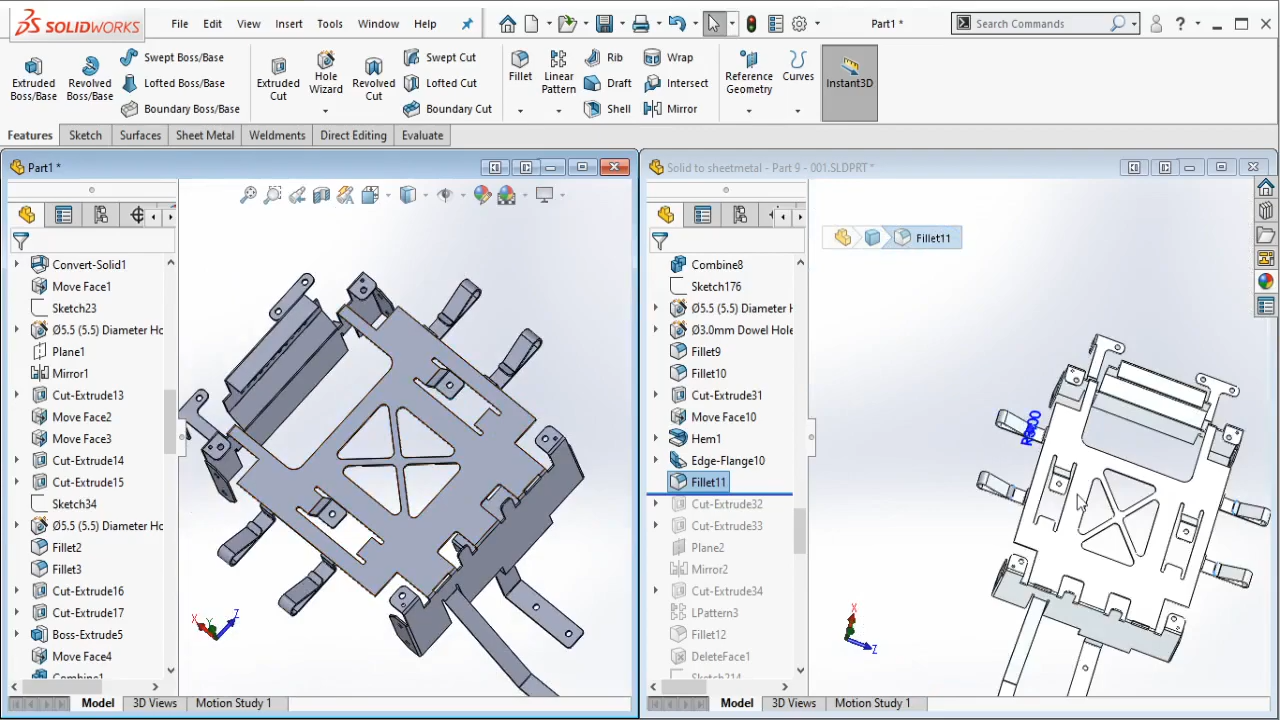 SOLIDWORKS File Edit View Insert Tools Window Help Part1 * Search Commands
Extruded Boss/Base
Revolved Boss/Base
Swept Boss/Base
Lofted Boss/Base
Boundary Boss/Base
Extruded Cut
Hole Wizard
Revolved Cut
Swept Cut
Lofted Cut
Boundary Cut
Fillet
Linear Pattern
Rib
Draft
Shell
Wrap
Intersect
Mirror
Reference Geometry
Curves
Instant3D
Features Sketch Surfaces Sheet Metal Weldments Direct Editing Evaluate
Part1 *
Convert-Solid1
Move Face1
Sketch23
Ø5.5 (5.5) Diameter Ho
Plane1
Mirror1
Cut-Extrude13
Move Face2
Move Face3
Cut-Extrude14
Cut-Extrude15
Sketch34
Ø5.5 (5.5) Diameter Ho
Fillet2
Fillet3
Cut-Extrude16
Cut-Extrude17
Boss-Extrude5
Move Face4
Combine1
X Y Z
Model 3D Views Motion Study 1
Solid to sheetmetal - Part 9 - 001.SLDPRT *
Fillet11
Combine8
Sketch176
Ø5.5 (5.5) Diameter H
Ø3.0mm Dowel Hole
Fillet9
Fillet10
Cut-Extrude31
Move Face10
Hem1
Edge-Flange10
Fillet11
Cut-Extrude32
Cut-Extrude33
Plane2
Mirror2
Cut-Extrude34
LPattern3
Fillet12
DeleteFace1
Sketch214
X
Z
Model 3D Views Motion Study 1